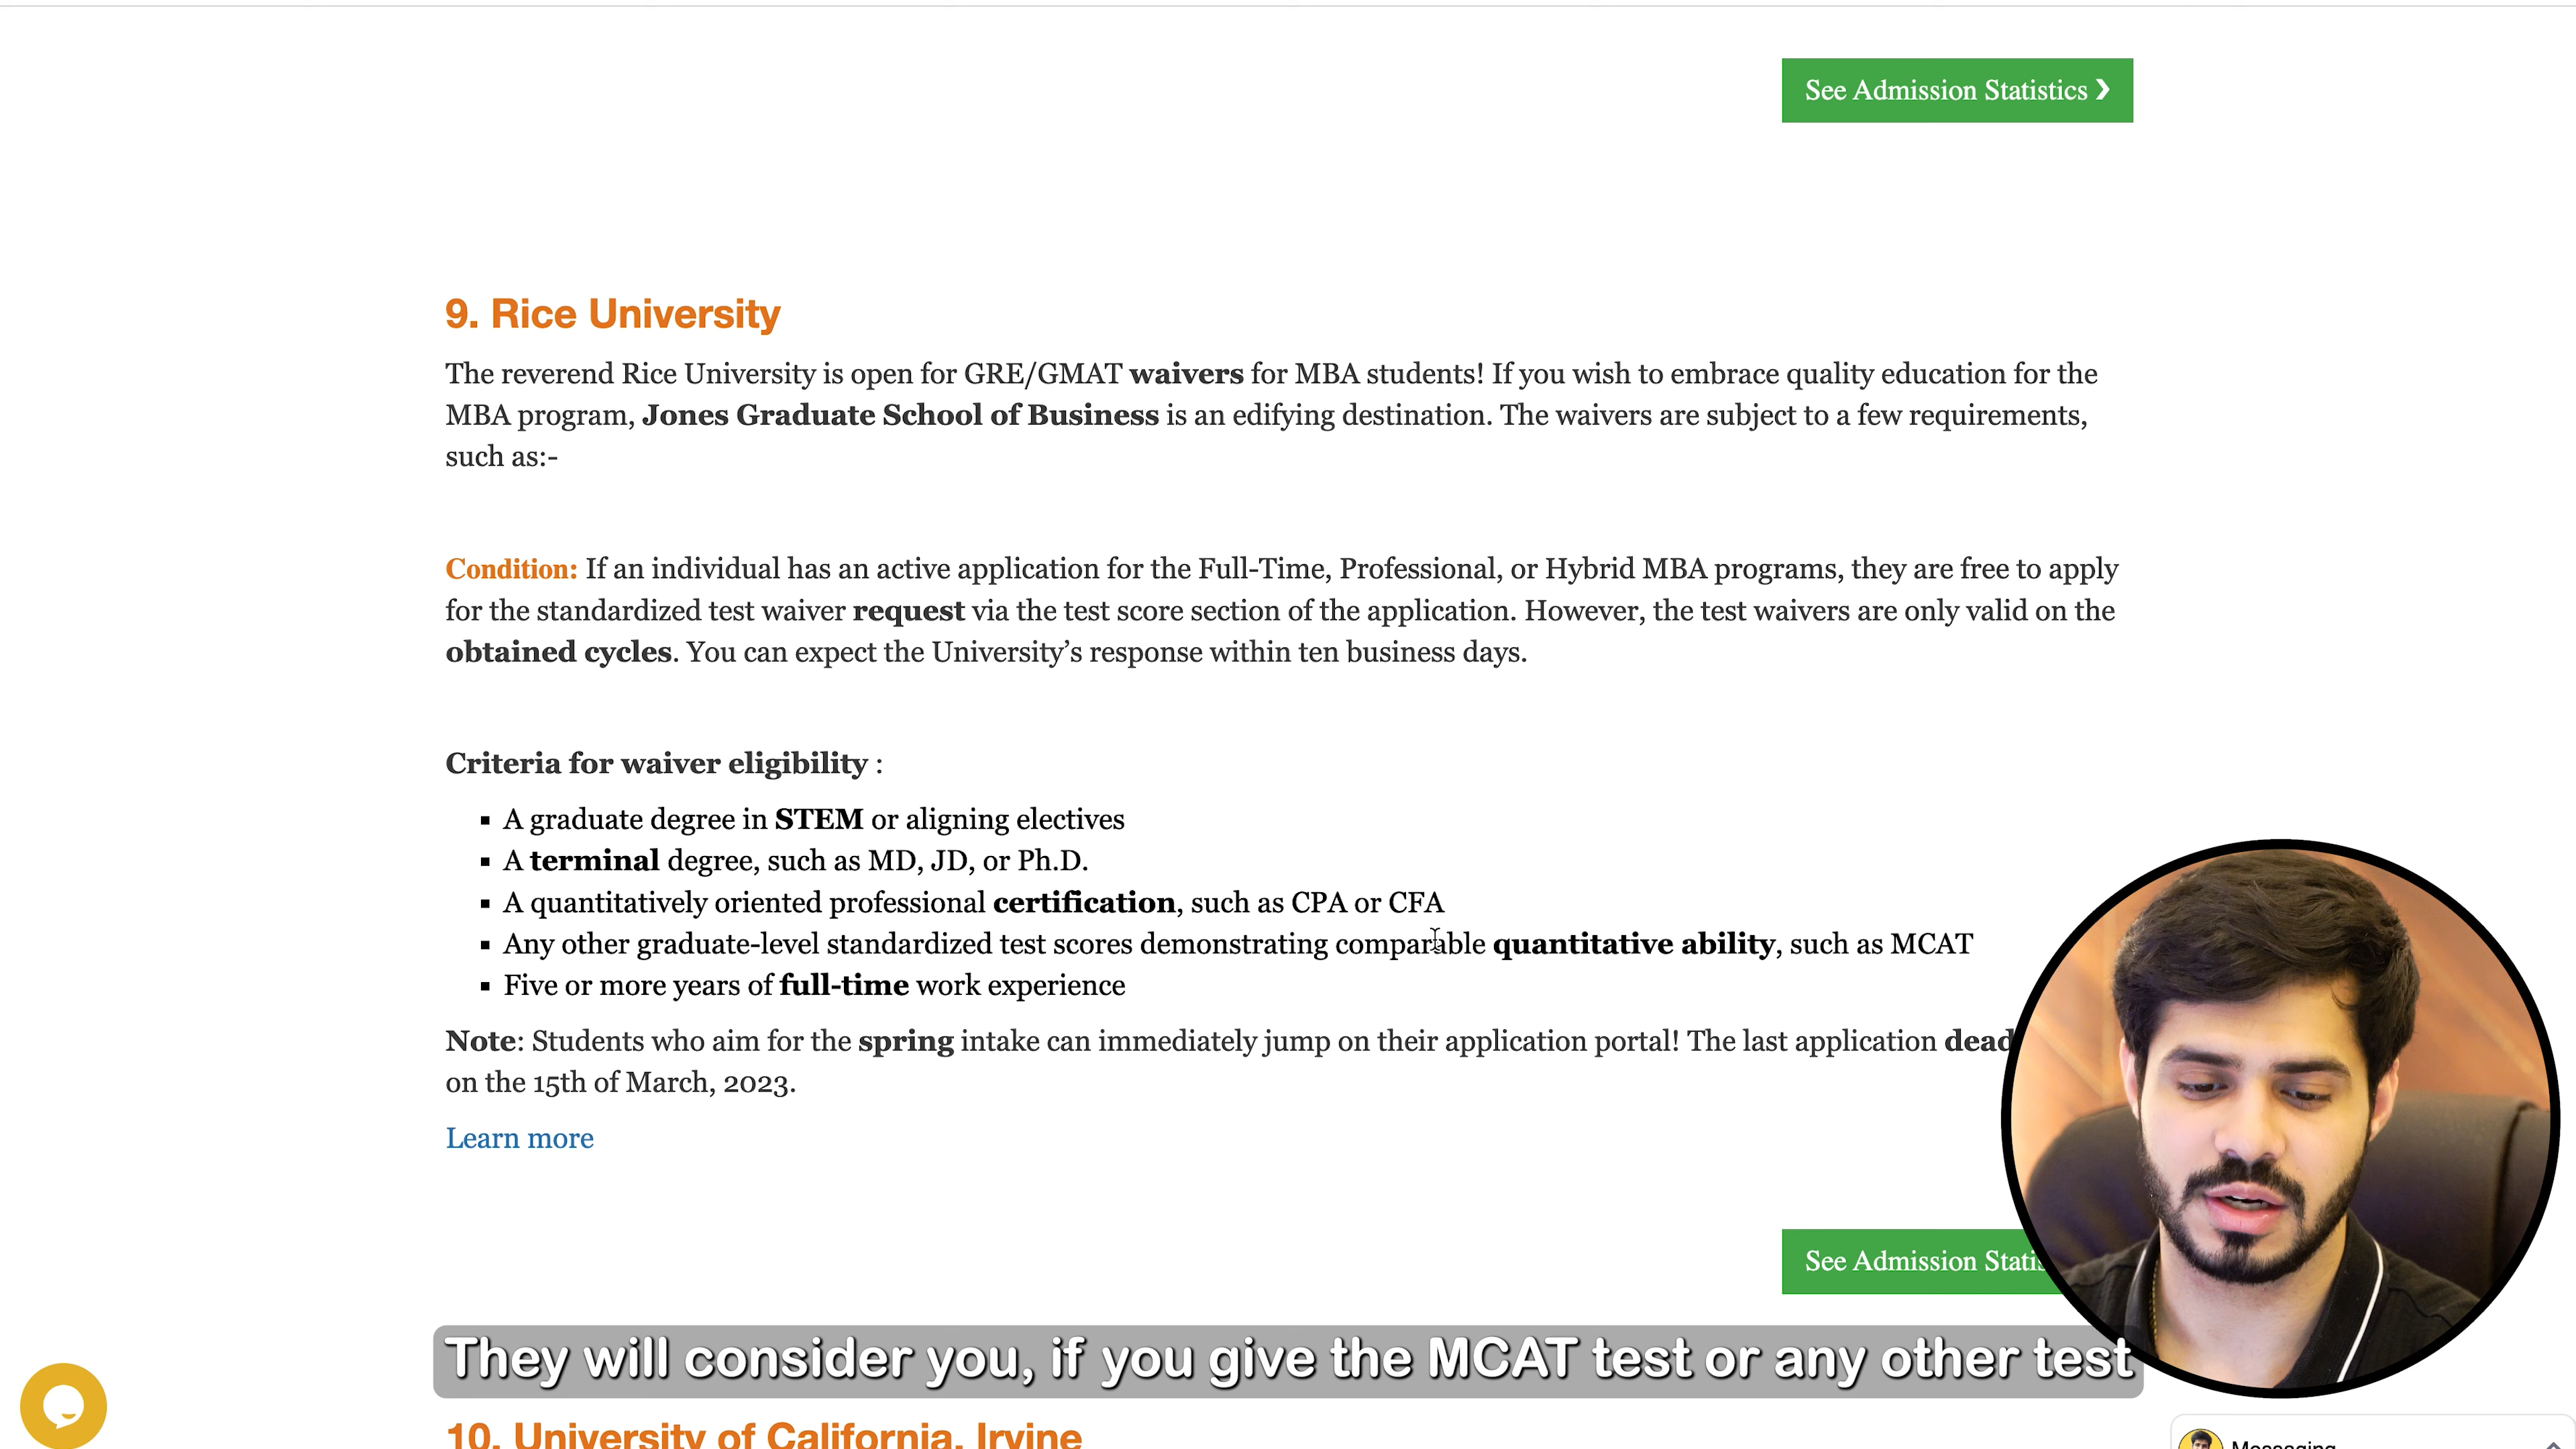 See Admission Statistics ❯
9. Rice University
The reverend Rice University is open for GRE/GMAT waivers for MBA students! If you wish to embrace quality education for the
MBA program, Jones Graduate School of Business is an edifying destination. The waivers are subject to a few requirements,
such as:-
Condition: If an individual has an active application for the Full-Time, Professional, or Hybrid MBA programs, they are free to apply
for the standardized test waiver request via the test score section of the application. However, the test waivers are only valid on the
obtained cycles. You can expect the University’s response within ten business days.
Criteria for waiver eligibility :
▪ A graduate degree in STEM or aligning electives
▪ A terminal degree, such as MD, JD, or Ph.D.
▪ A quantitatively oriented professional certification, such as CPA or CFA
▪ Any other graduate-level standardized test scores demonstrating comparable quantitative ability, such as MCAT
▪ Five or more years of full-time work experience
Note: Students who aim for the spring intake can immediately jump on their application portal! The last application
on the 15th of March, 2023.
Learn more
See Admission
They will consider you, if you give the MCAT test or any other test
10. University of California, Irvine
Messaging